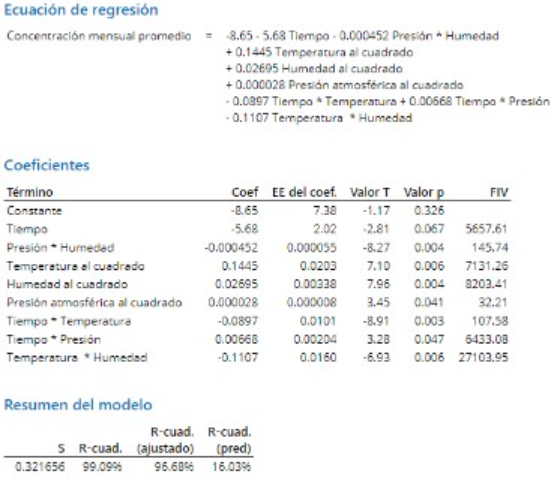 Ecuación de regresión
Concentración mensual promedio = -8.65 - 5.68 Tiempo - 0.000452 Presión * Humedad
+ 0.1445 Temperatura al cuadrado
+ 0.02695 Humedad al cuadrado
+ 0.000028 Presión atmosférica al cuadrado
- 0.0897 Tiempo * Temperatura + 0.00668 Tiempo * Presión
- 0.1107 Temperatura * Humedad
Coeficientes
Término Coef EE del coef. Valor T Valor p FIV
Constante -8.65 7.38 -1.17 0.326
Tiempo -5.68 2.02 -2.81 0.067 5657.61
Presión * Humedad -0.000452 0.000055 -8.27 0.004 145.74
Temperatura al cuadrado 0.1445 0.0203 7.10 0.006 7131.26
Humedad al cuadrado 0.02695 0.00338 7.96 0.004 8203.41
Presión atmosférica al cuadrado 0.000028 0.000008 3.45 0.041 32.21
Tiempo * Temperatura -0.0897 0.0101 -8.91 0.003 107.58
Tiempo * Presión 0.00668 0.00204 3.28 0.047 6433.08
Temperatura * Humedad -0.1107 0.0160 -6.93 0.006 27103.95
Resumen del modelo
R-cuad. R-cuad.
S R-cuad. (ajustado) (pred)
0.321656 99.09% 96.68% 16.03%